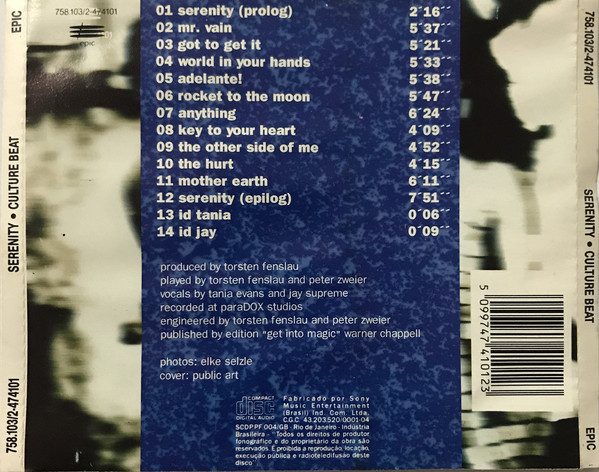 758.103/2-474101
epic
01 serenity (prolog) 2´16´´
02 mr. vain 5´37´´
03 got to get it 5´21´´
04 world in your hands 5´33´´
05 adelante! 5´38´´
06 rocket to the moon 5´47´´
07 anything 6´24´´
08 key to your heart 4´09´´
09 the other side of me 4´52´´
10 the hurt 4´15´´
11 mother earth 6´11´´
12 serenity (epilog) 7´51´´
13 id tania 0´06´´
14 id jay 0´09´´
produced by torsten fenslau
played by torsten fenslau and peter zweier
vocals by tania evans and jay supreme
recorded at paraDOX studios
engineered by torsten fenslau and peter zweier
published by edition "get into magic" warner chappell
photos: elke selzle
cover: public art
COMPACT
disc
DIGITAL AUDIO
Fabricado por Sony
Music Entertainment
(Brasil) Ind. Com. Ltda.
CGC 43203520/0001-04
SCDP.PF.004/GB - Rio de Janeiro - Indústria
Brasileira - "Todos os direitos de produtor
fonográfico e do proprietário da obra são
reservados. É proibida a reprodução, locação,
execução pública e radioteledifusão deste
disco
EPIC
SERENITY • CULTURE BEAT
758.103/2-474101
758.103/2-474101
SERENITY • CULTURE BEAT
EPIC
5 099747 410123